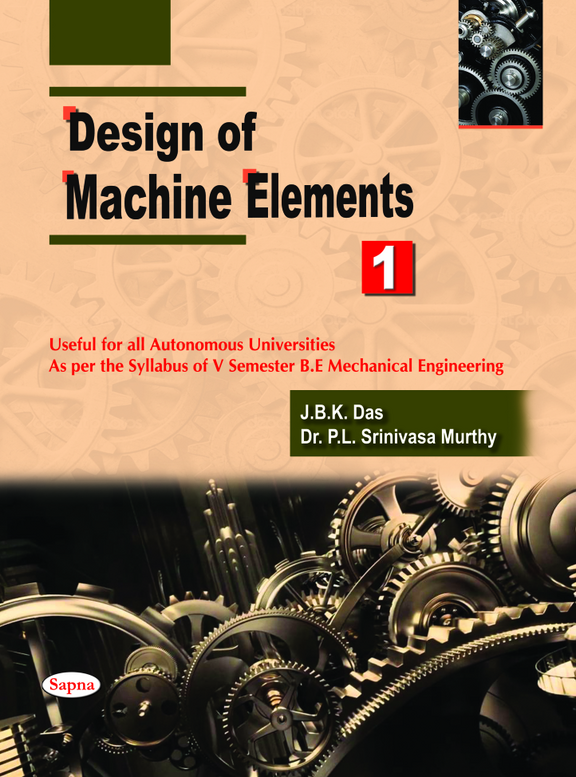 Design of
Machine Elements
1
Useful for all Autonomous Universities
As per the Syllabus of V Semester B.E Mechanical Engineering
J.B.K. Das
Dr. P.L. Srinivasa Murthy
Sapna